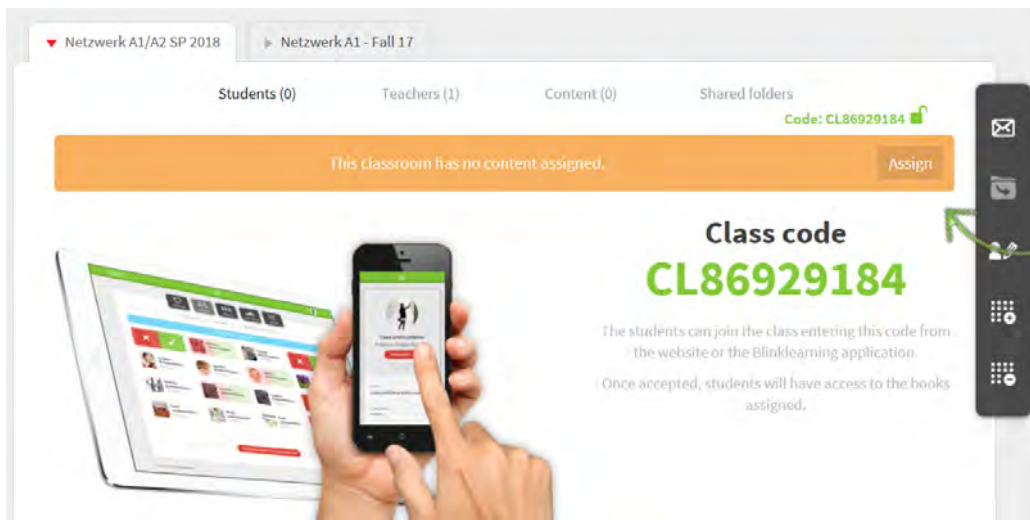 Netzwerk A1/A2 SP 2018
Netzwerk A1 - Fall 17
Students (0)
Teachers (1)
Content (0)
Shared folders
Code: CL86929184
This classroom has no content assigned.
Assign
Class code
CL86929184
The students can join the class entering this code from
the website or the Blinklearning application.
Once accepted, students will have access to the books
assigned.